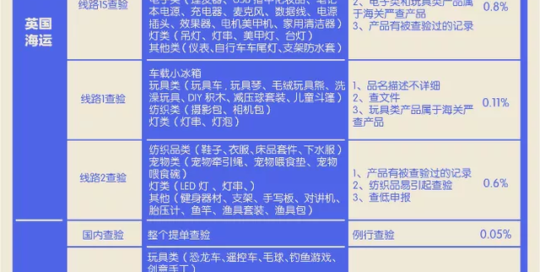 英国
海运
线路1S查验
本电源、充电器、麦克风、数据线、电源
插头、效果器、电机美甲机、家用清洁器）
灯类（吊灯、灯串、美甲灯、台灯）
其他类（仪表、自行车车尾灯、支架防水套）
2、电子类和玩具类产品属
于海关严查产品
3、产品有被查验过的记录
0.8%
线路1查验
车载小冰箱
玩具类（玩具车，玩具琴、毛绒玩具熊、洗
澡玩具、DIY 积木、减压球套装、儿童斗篷）
纺织类（摄影包、相机包）
灯类（灯串、灯泡）
1、品名描述不详细
2、查文件
3、玩具类产品属于海关严
查产品
0.11%
线路2查验
纺织品类（鞋子、衣服、床品套件、下水服）
宠物类（宠物牵引绳、宠物喂食垫、宠物
喂食碗）
灯类（LED 灯 、灯串、）
其他（健身器材、支架、手写板、对讲机、
胎压计、鱼竿、渔具套装、渔具包）
1、产品有被查验过的记录
2、纺织品易引起查验
3、查低申报
0.6%
国内查验
整个提单查验
例行查验
0.05%
玩具类（恐龙车、遥控车、毛球、钓鱼游戏、
创意手工）